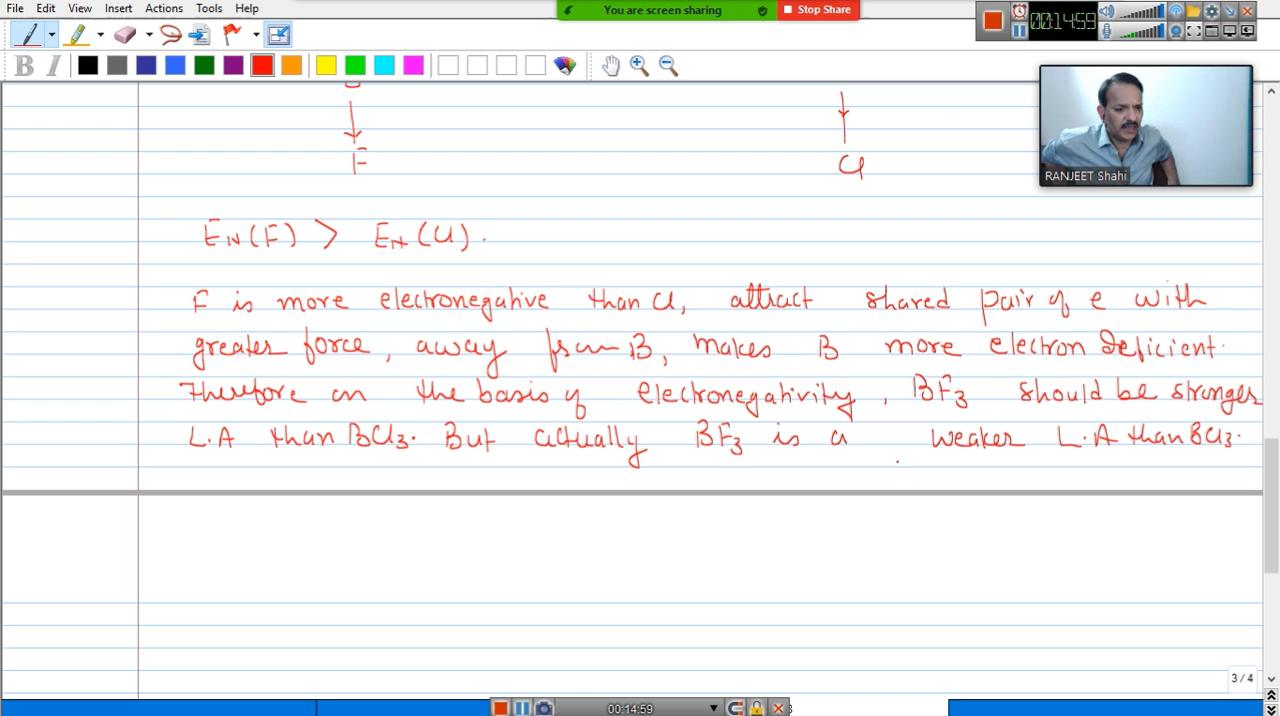 File Edit View Insert Actions Tools Help
You are screen sharing Stop Share
00:14:59
B I
RANJEET Shahi
F Cl
EN(F) > EN(Cl).
F is more electronegative than Cl, attract shared pair of e with
greater force, away from B, makes B more electron deficient.
Therefore on the basis of electronegativity, BF3 should be stronger
L.A than BCl3. But actually BF3 is a weaker L.A than BCl3.
3 / 4
00:14:59